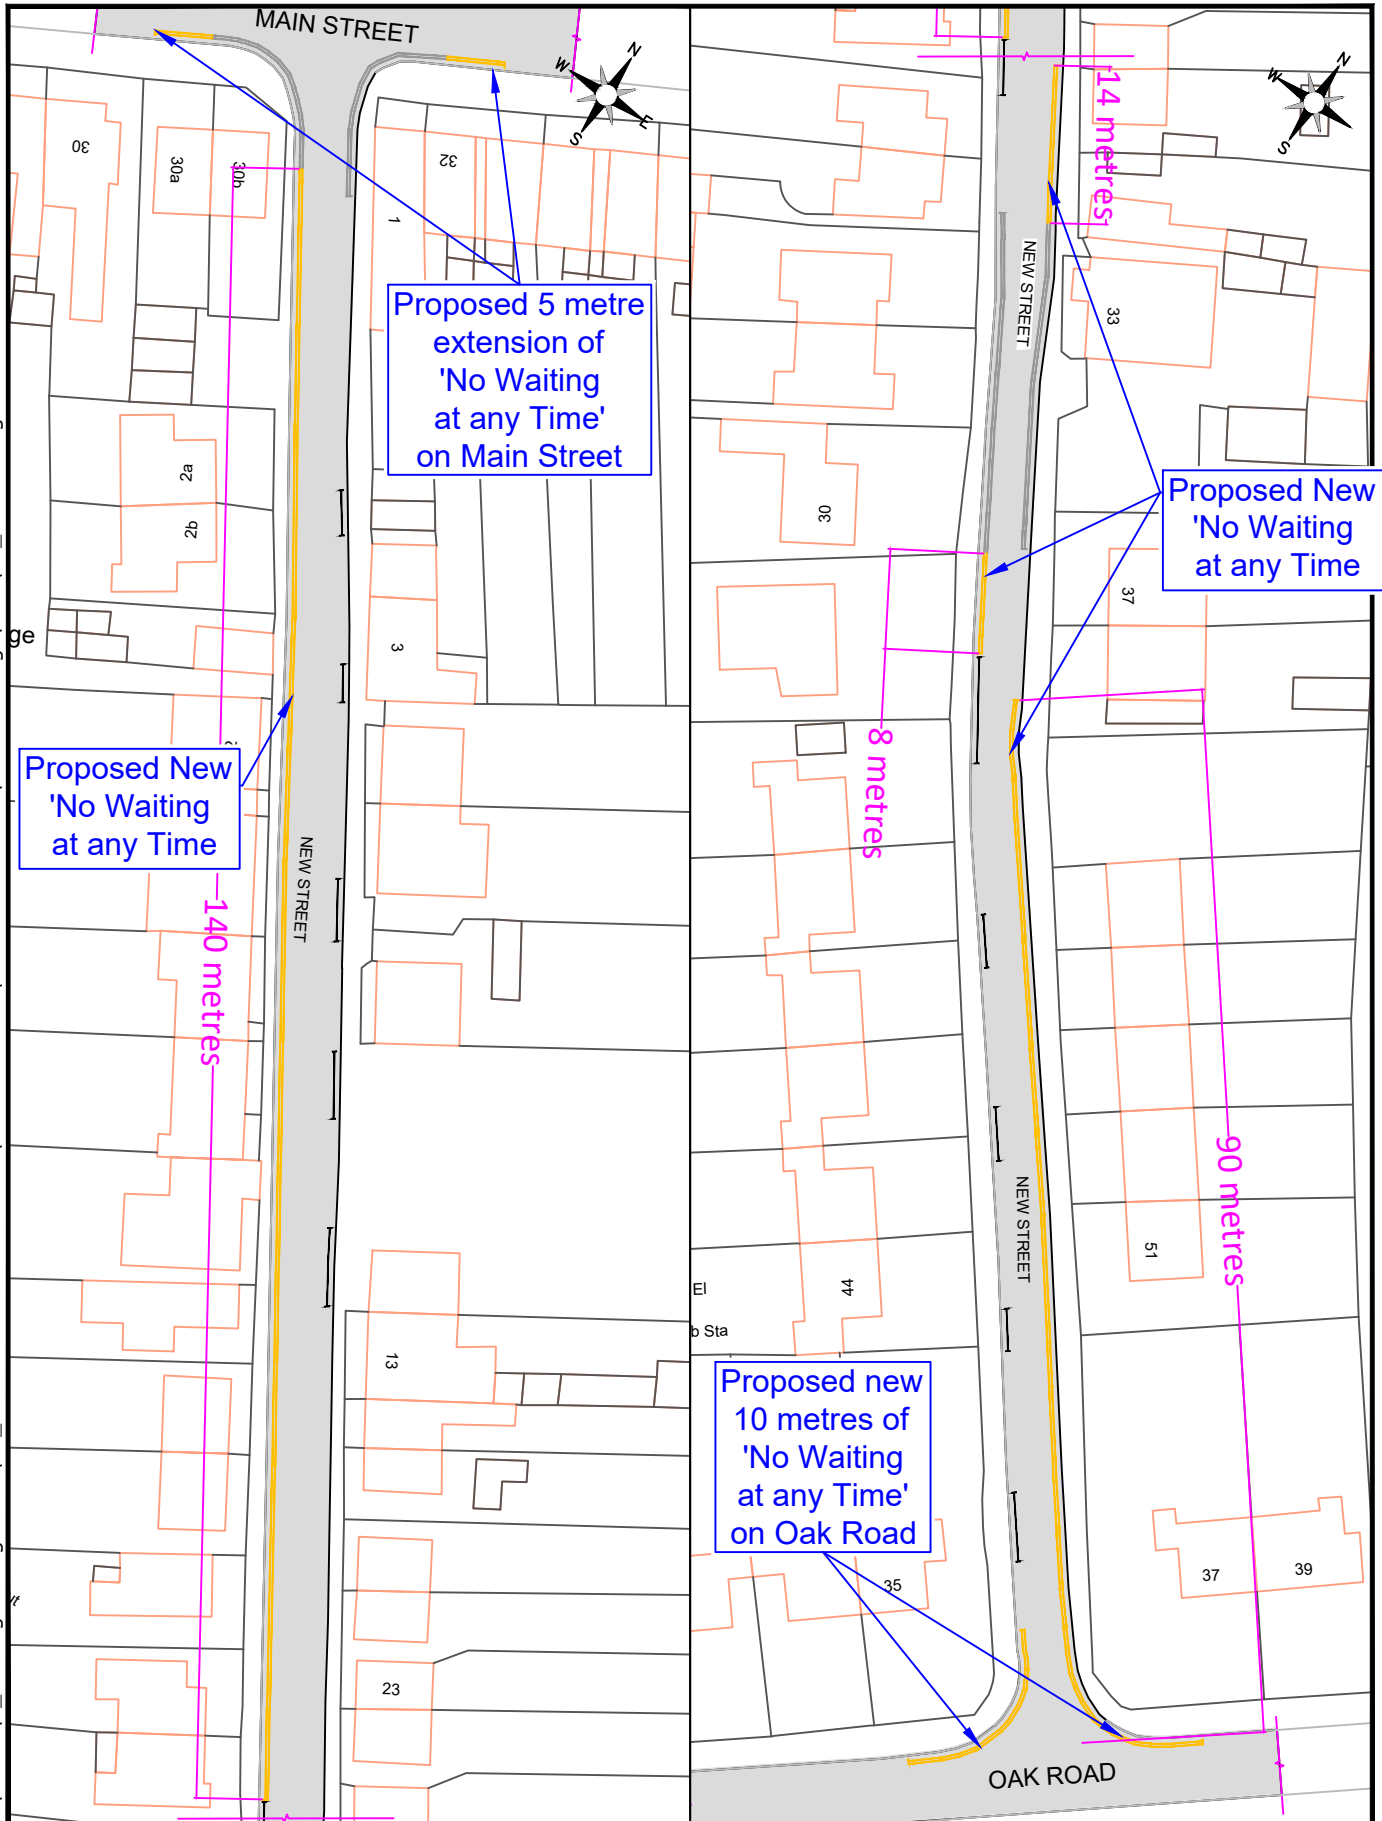 MAIN STREET
N
W
E
S
30
30a
30b
32
1
Proposed 5 metre
extension of
'No Waiting
at any Time'
on Main Street
2a
2b
3
ge
Proposed New
'No Waiting
at any Time
NEW STREET
140 metres
13
23
N
W
S
14 metres
NEW STREET
33
30
Proposed New
'No Waiting
at any Time
37
8 metres
90 metres
NEW STREET
51
44
El
b Sta
Proposed new
10 metres of
'No Waiting
at any Time'
on Oak Road
35
37
39
OAK ROAD